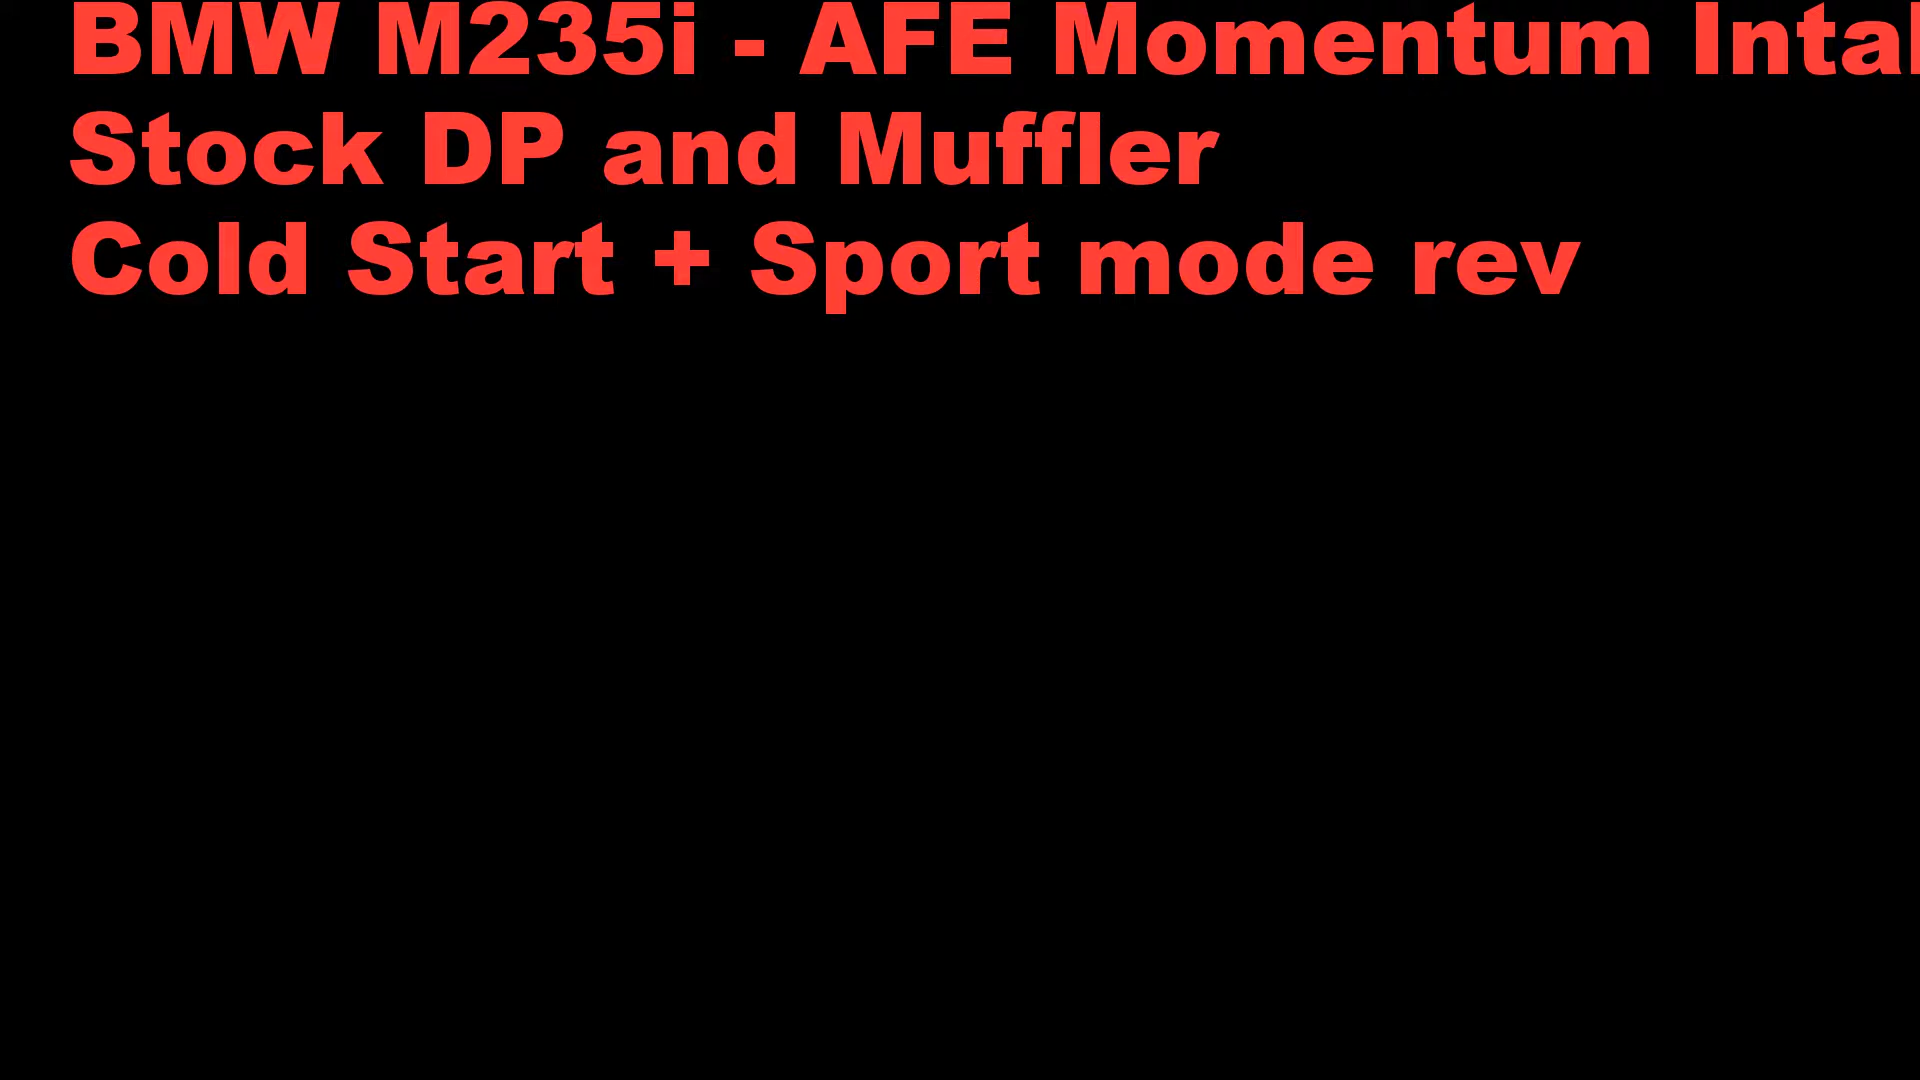 BMW M235i - AFE Momentum
Stock DP and Muffler
Cold Start + Sport mode rev